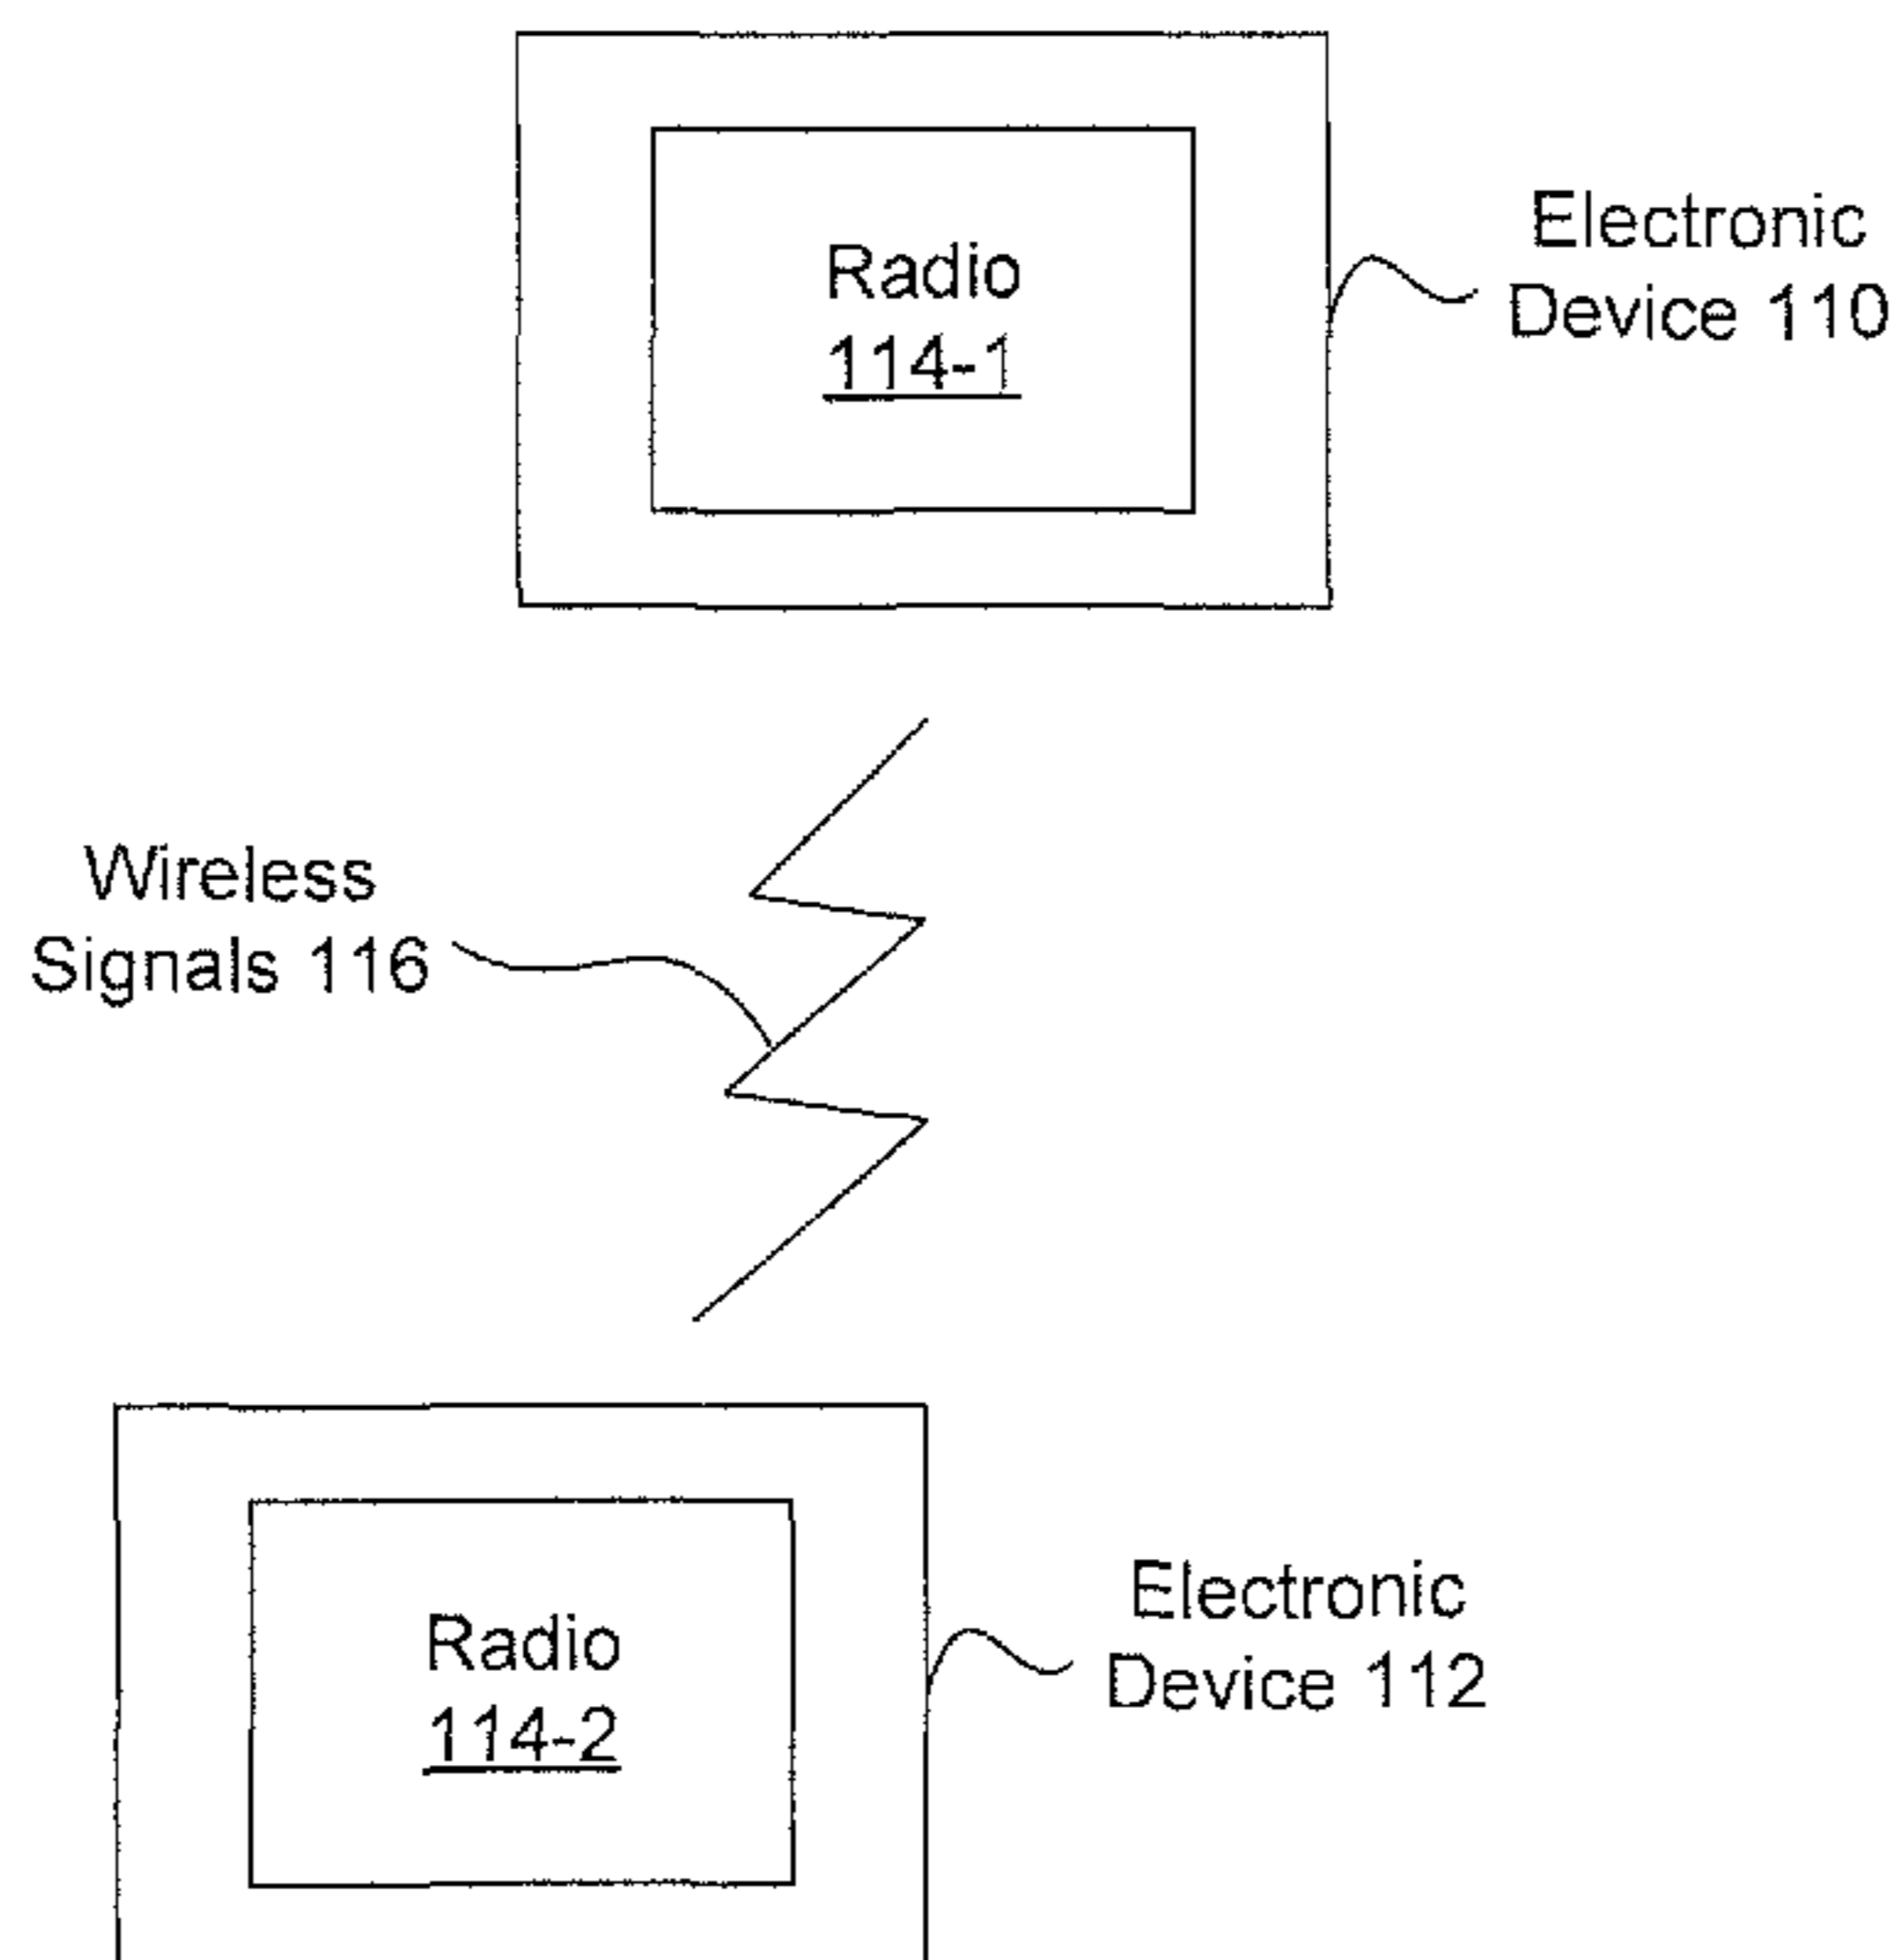 Radio
114-1
Electronic
Device 110
Wireless
Signals 116
Radio
114-2
Electronic
Device 112